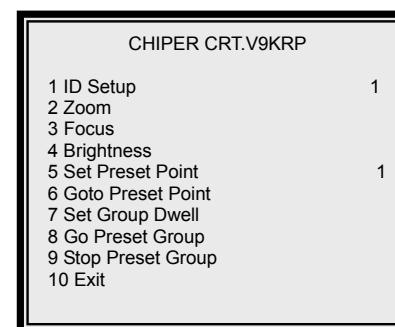 CHIPER CRT.V9KRP
1 ID Setup 1
2 Zoom
3 Focus
4 Brightness
5 Set Preset Point 1
6 Goto Preset Point
7 Set Group Dwell
8 Go Preset Group
9 Stop Preset Group
10 Exit